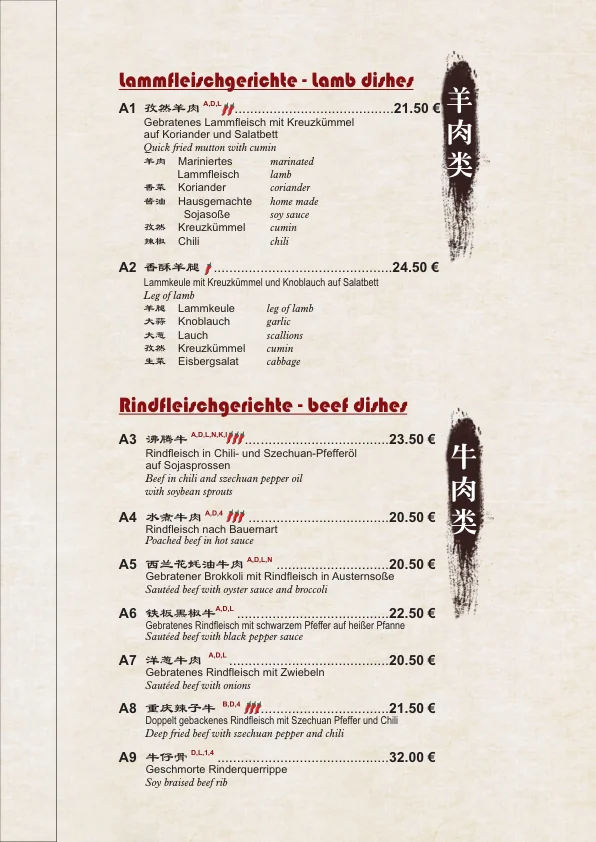 Lammfleischgerichte - Lamb dishes
A1 孜然羊肉 A,D,L ........................................21.50 €
Gebratenes Lammfleisch mit Kreuzkümmel
auf Koriander und Salatbett
Quick fried mutton with cumin
羊肉 Mariniertes marinated
Lammfleisch lamb
香菜 Koriander coriander
酱油 Hausgemachte home made
Sojasoße soy sauce
孜然 Kreuzkümmel cumin
辣椒 Chili chili
羊肉类
A2 香酥羊腿 .............................................24.50 €
Lammkeule mit Kreuzkümmel und Knoblauch auf Salatbett
Leg of lamb
羊腿 Lammkeule leg of lamb
大蒜 Knoblauch garlic
大葱 Lauch scallions
孜然 Kreuzkümmel cumin
生菜 Eisbergsalat cabbage
Rindfleischgerichte - beef dishes
A3 沸腾牛 A,D,L,N,K,I ....................................23.50 €
Rindfleisch in Chili- und Szechuan-Pfefferöl
auf Sojasprossen
Beef in chili and szechuan pepper oil
with soybean sprouts
牛肉类
A4 水煮牛肉 A,D,4 ....................................20.50 €
Rindfleisch nach Bauernart
Poached beef in hot sauce
A5 西兰花蚝油牛肉 A,D,L,N ............................20.50 €
Gebratener Brokkoli mit Rindfleisch in Austernsoße
Sautéed beef with oyster sauce and broccoli
A6 铁板黑椒牛 A,D,L ......................................22.50 €
Gebratenes Rindfleisch mit schwarzem Pfeffer auf heißer Pfanne
Sautéed beef with black pepper sauce
A7 洋葱牛肉 A,D,L ........................................20.50 €
Gebratenes Rindfleisch mit Zwiebeln
Sautéed beef with onions
A8 重庆辣子牛 B,D,4 ................................21.50 €
Doppelt gebackenes Rindfleisch mit Szechuan Pfeffer und Chili
Deep fried beef with szechuan pepper and chili
A9 牛仔骨 D,L,1,4 ...........................................32.00 €
Geschmorte Rinderquerrippe
Soy braised beef rib